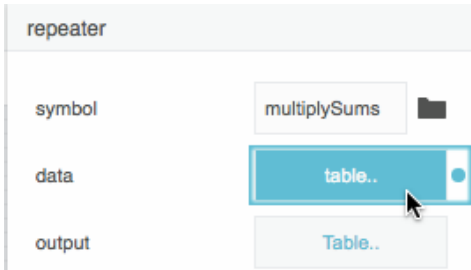 repeater
symbol multiplySums
data table..
output Table..